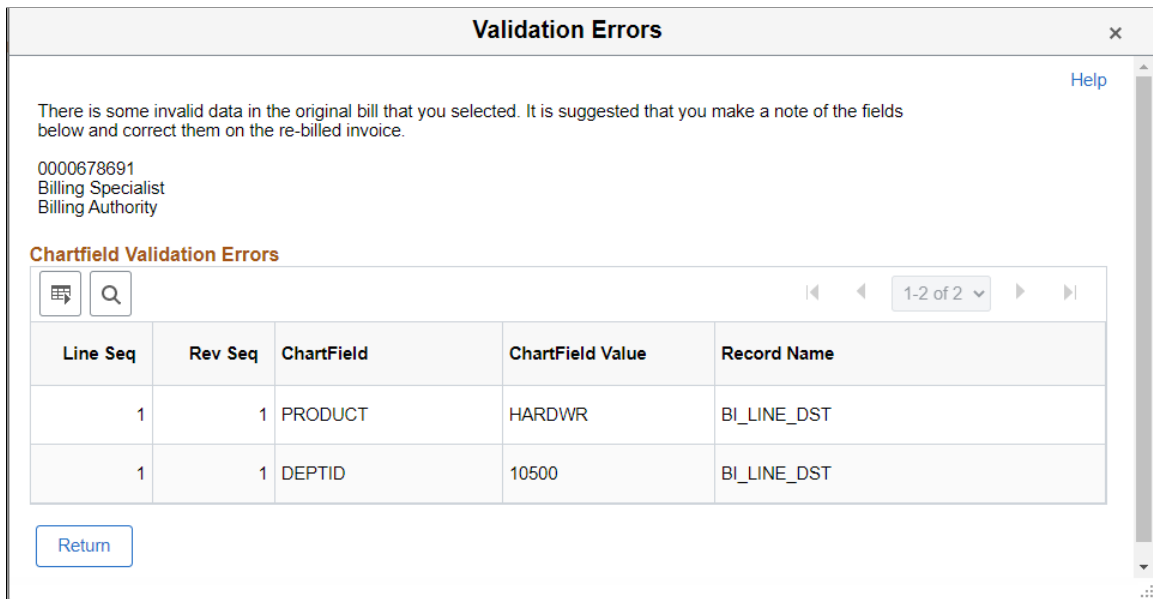 Validation Errors
×
Help
There is some invalid data in the original bill that you selected. It is suggested that you make a note of the fields
below and correct them on the re-billed invoice.
0000678691
Billing Specialist
Billing Authority
Chartfield Validation Errors
1-2 of 2
Line Seq Rev Seq ChartField ChartField Value Record Name
1 1 PRODUCT HARDWR BI_LINE_DST
1 1 DEPTID 10500 BI_LINE_DST
Return